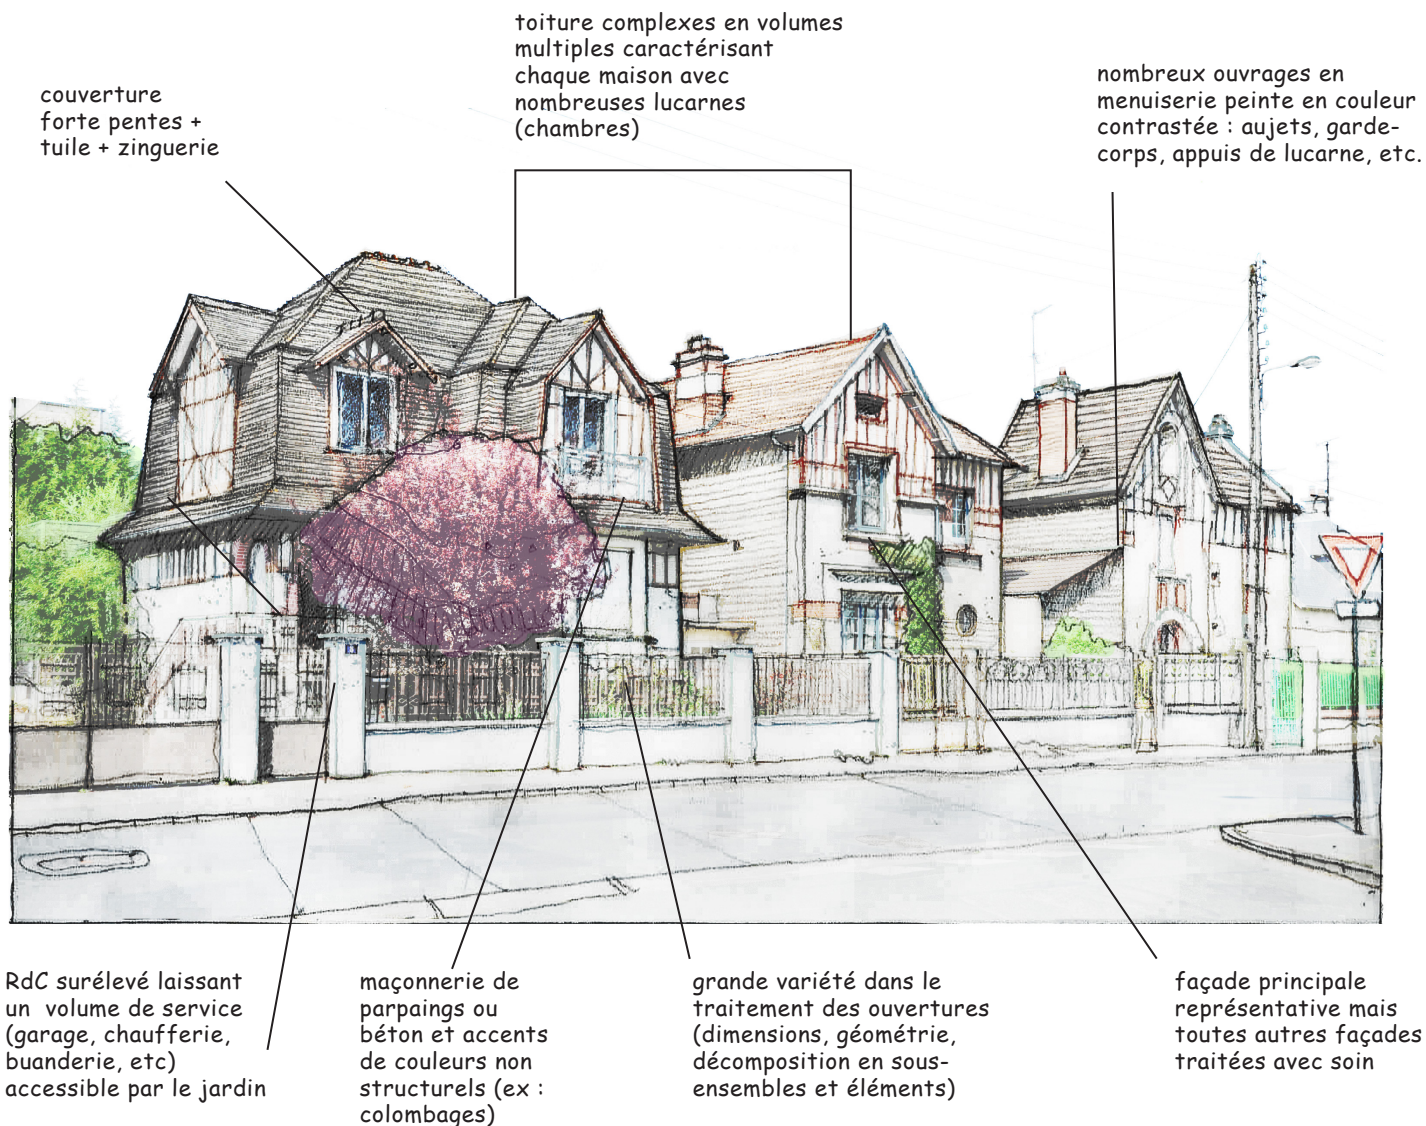 toiture complexes en volumes
multiples caractérisant
chaque maison avec
nombreuses lucarnes
(chambres)
couverture
forte pentes +
tuile + zinguerie
nombreux ouvrages en
menuiserie peinte en couleur
contrastée : aujets, garde-
corps, appuis de lucarne, etc.
RdC surélevé laissant
un volume de service
(garage, chaufferie,
buanderie, etc)
accessible par le jardin
maçonnerie de
parpaings ou
béton et accents
de couleurs non
structurels (ex :
colombages)
grande variété dans le
traitement des ouvertures
(dimensions, géométrie,
décomposition en sous-
ensembles et éléments)
façade principale
représentative mais
toutes autres façades
traitées avec soin